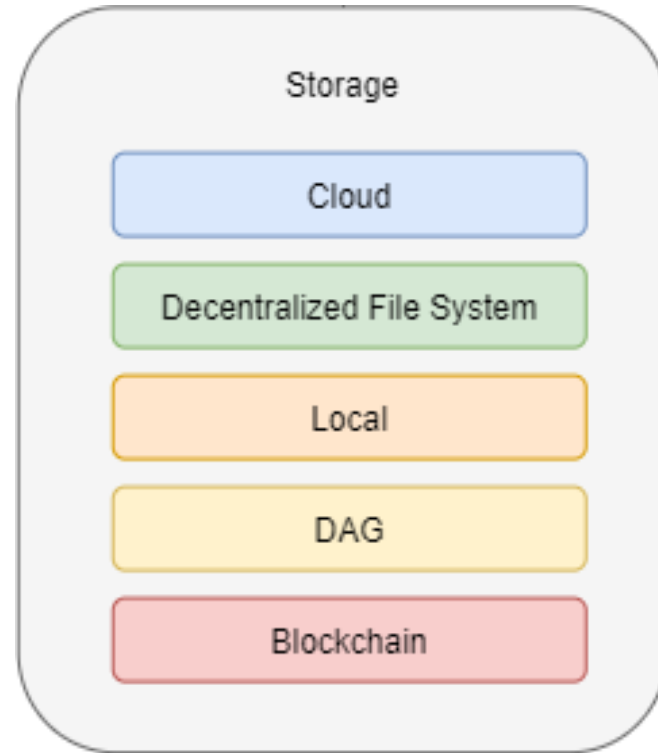 Storage
Cloud
Decentralized File System
Local
DAG
Blockchain